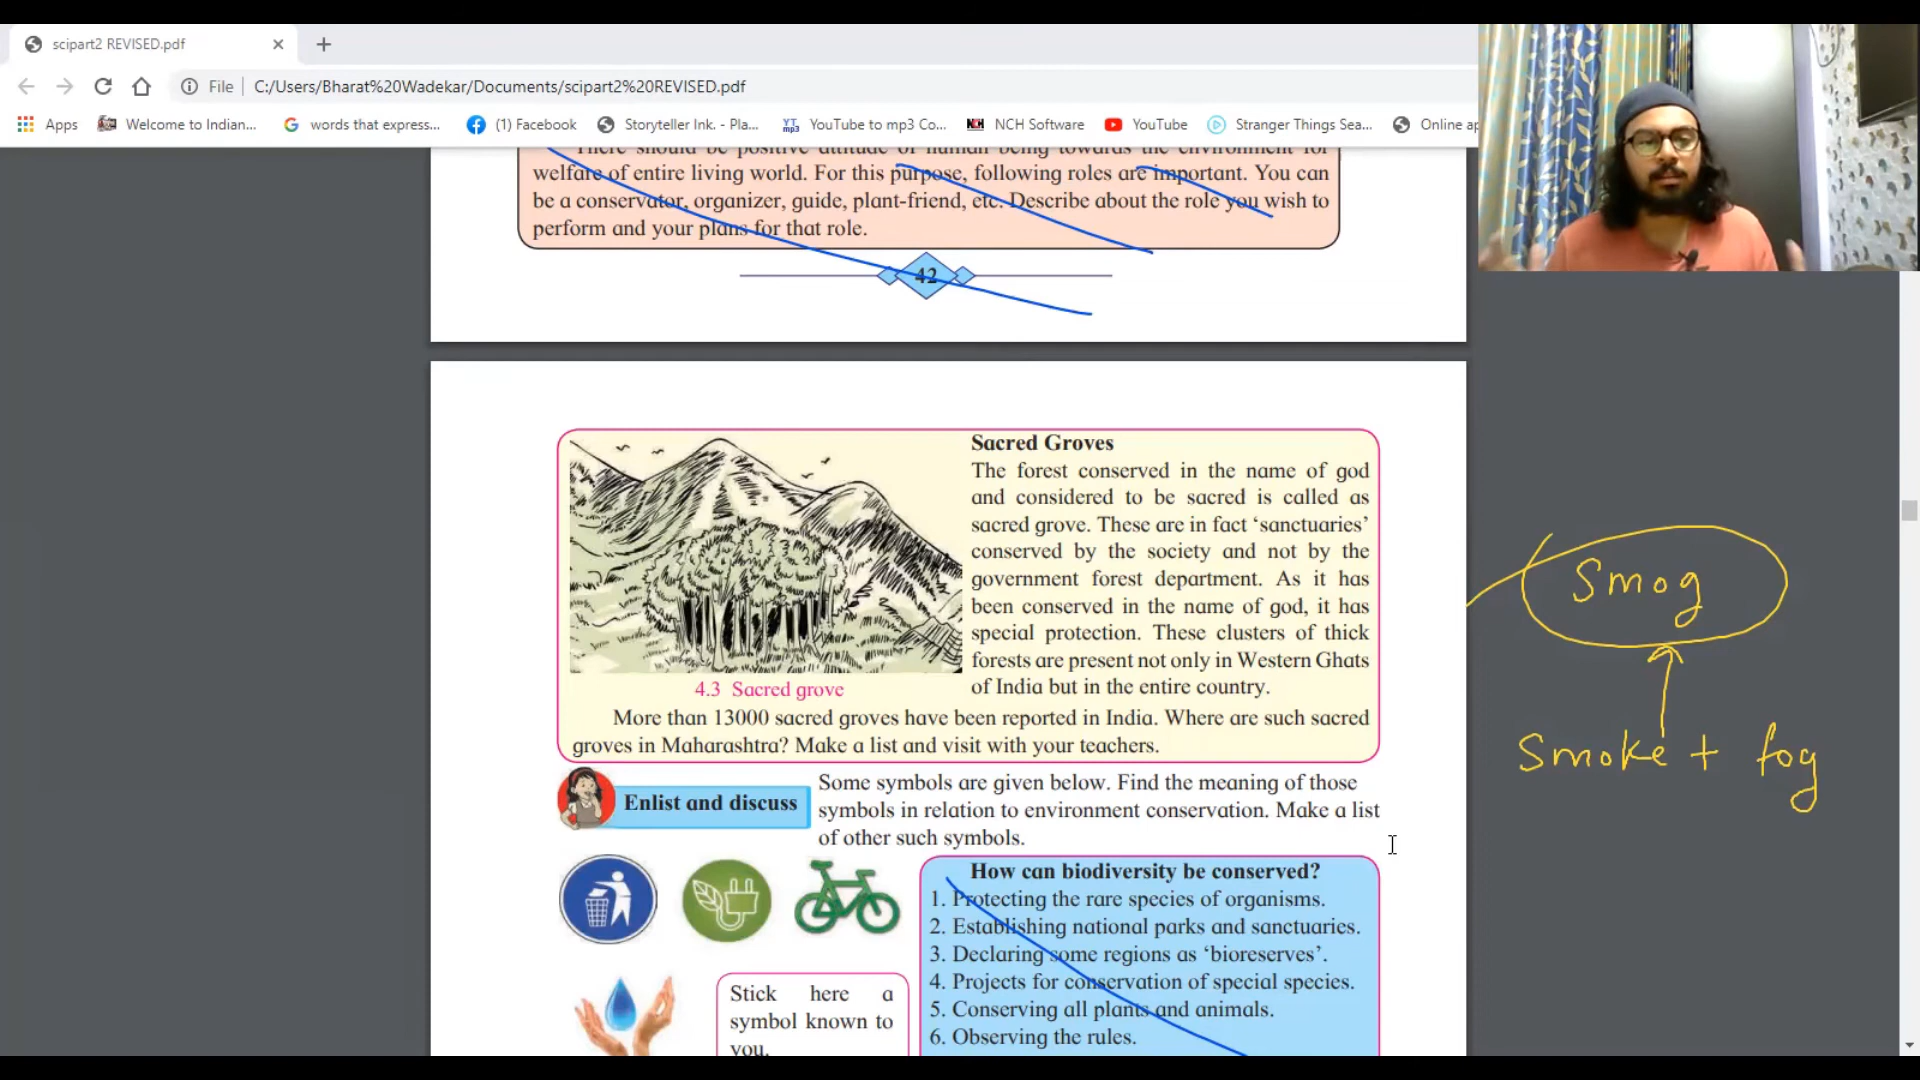 scipart2 REVISED.pdf
File C:/Users/Bharat%20Wadekar/Documents/scipart2%20REVISED.pdf
Apps Welcome to Indian... words that express... (1) Facebook Storyteller Ink. - Pla... YouTube to mp3 Co... NCH Software YouTube Stranger Things Sea... Online ap
There should be positive attitude of human being towards the environment for
welfare of entire living world. For this purpose, following roles are important. You can
be a conservator, organizer, guide, plant-friend, etc. Describe about the role you wish to
perform and your plans for that role.
42
Sacred Groves
The forest conserved in the name of god
and considered to be sacred is called as
sacred grove. These are in fact ‘sanctuaries’
conserved by the society and not by the
government forest department. As it has
been conserved in the name of god, it has
special protection. These clusters of thick
forests are present not only in Western Ghats
of India but in the entire country.
4.3 Sacred grove
More than 13000 sacred groves have been reported in India. Where are such sacred
groves in Maharashtra? Make a list and visit with your teachers.
Enlist and discuss
Some symbols are given below. Find the meaning of those
symbols in relation to environment conservation. Make a list
of other such symbols.
How can biodiversity be conserved?
1. Protecting the rare species of organisms.
2. Establishing national parks and sanctuaries.
3. Declaring some regions as ‘bioreserves’.
4. Projects for conservation of special species.
5. Conserving all plants and animals.
6. Observing the rules.
Stick here a
symbol known to
you.
Smog
Smoke + fog